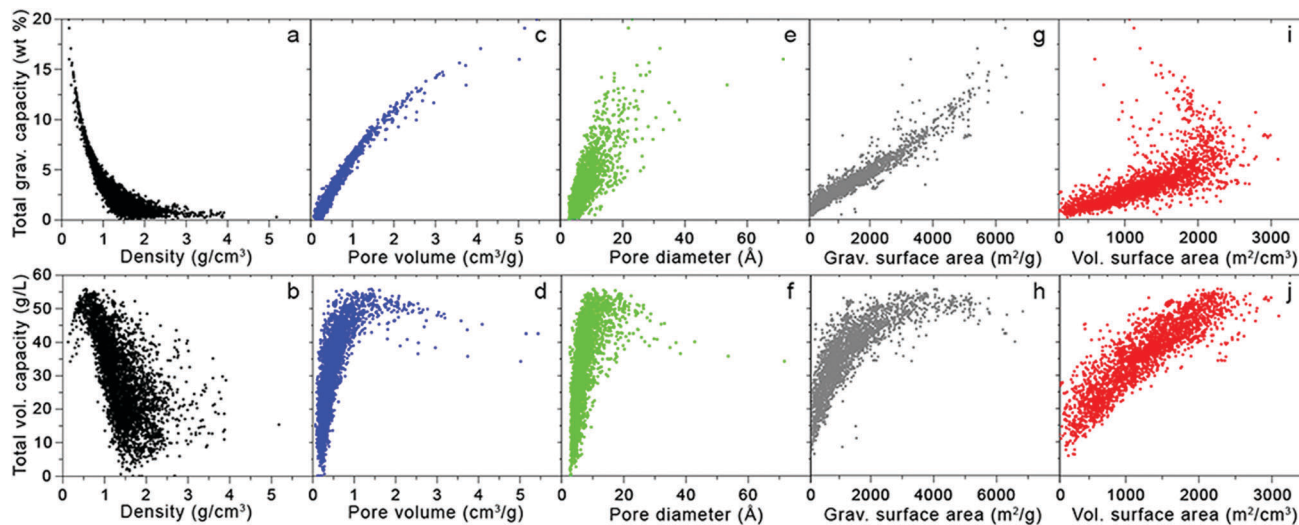 Total grav. capacity (wt %)
20
15
10
5
0
a
c
e
g
i
0 1 2 3 4 5
0 1 2 3 4 5
0 20 40 60 80
0 2000 4000 6000
0 1000 2000 3000
Density (g/cm³)
Pore volume (cm³/g)
Pore diameter (Å)
Grav. surface area (m²/g)
Vol. surface area (m²/cm³)
Total vol. capacity (g/L)
60
50
40
30
20
10
0
b
d
f
h
j
0 1 2 3 4 5
0 1 2 3 4 5
0 20 40 60 80
0 2000 4000 6000
0 1000 2000 3000
Density (g/cm³)
Pore volume (cm³/g)
Pore diameter (Å)
Grav. surface area (m²/g)
Vol. surface area (m²/cm³)